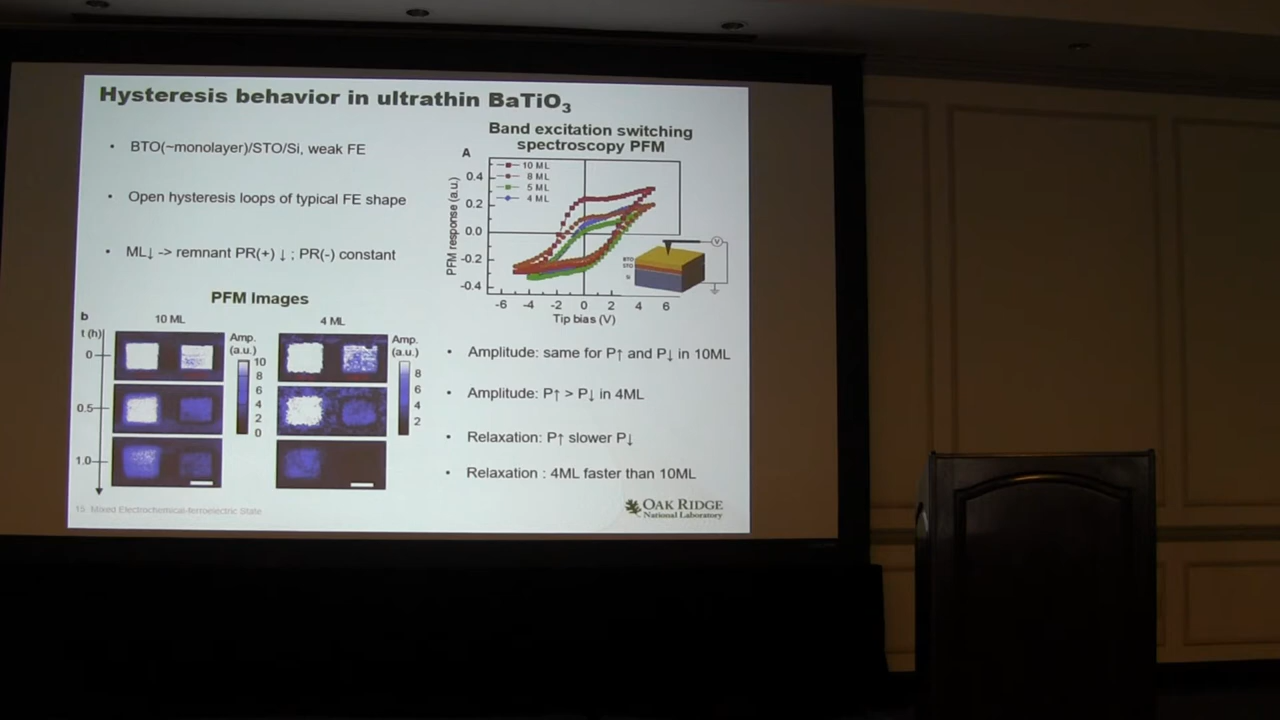 Hysteresis behavior in ultrathin BaTiO₃
• BTO(~monolayer)/STO/Si, weak FE
• Open hysteresis loops of typical FE shape
• ML↓ -> remnant PR(+) ↓ ; PR(-) constant
Band excitation switching
spectroscopy PFM
A
10 ML
8 ML
5 ML
4 ML
PFM response (a.u.)
0.4
0.2
0.0
-0.2
-0.4
-6 -4 -2 0 2 4 6
Tip bias (V)
V
BTO
STO
Si
PFM Images
b
t (h)
10 ML
4 ML
0
0.5
1.0
Amp.
(a.u.)
10
8
6
4
2
0
Amp.
(a.u.)
8
6
4
2
• Amplitude: same for P↑ and P↓ in 10ML
• Amplitude: P↑ > P↓ in 4ML
• Relaxation: P↑ slower P↓
• Relaxation : 4ML faster than 10ML
15 Mixed Electrochemical-ferroelectric State
OAK RIDGE
National Laboratory